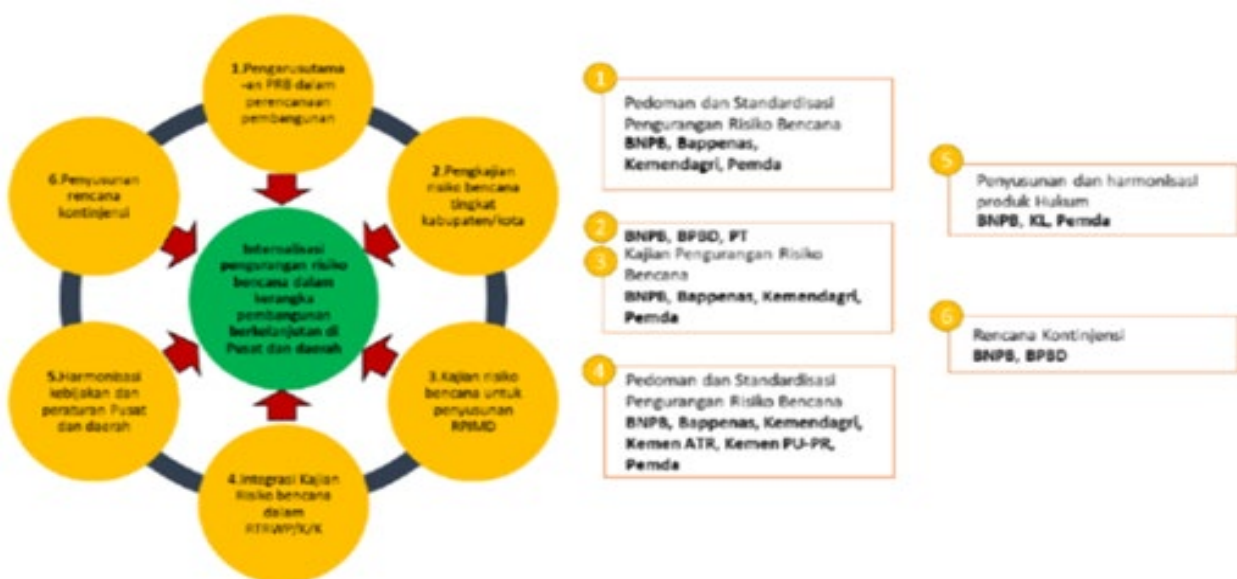 1.Pengarusutama
-an PRB dalam
perencanaan
pembangunan
2.Pengkajian
risiko bencana
tingkat
kabupaten/kota
3.Kajian risiko
bencana untuk
penyusunan
RPJMD
4.Integrasi Kajian
Risiko bencana
dalam
RTRWP/K/K
5.Harmonisasi
kebijakan dan
peraturan Pusat
dan daerah
6.Penyusunan
rencana
kontinjensi
Internalisasi
pengurangan risiko
bencana dalam
kerangka
pembangunan
berkelanjutan di
Pusat dan daerah
1
Pedoman dan Standardisasi
Pengurangan Risiko Bencana
BNPB, Bappenas,
Kemendagri, Pemda
2
BNPB, BPBD, PT
3
Kajian Pengurangan Risiko
Bencana
BNPB, Bappenas, Kemendagri,
Pemda
4
Pedoman dan Standardisasi
Pengurangan Risiko Bencana
BNPB, Bappenas, Kemendagri,
Kemen ATR, Kemen PU-PR,
Pemda
5
Penyusunan dan harmonisasi
produk Hukum
BNPB, KL, Pemda
6
Rencana Kontinjensi
BNPB, BPBD